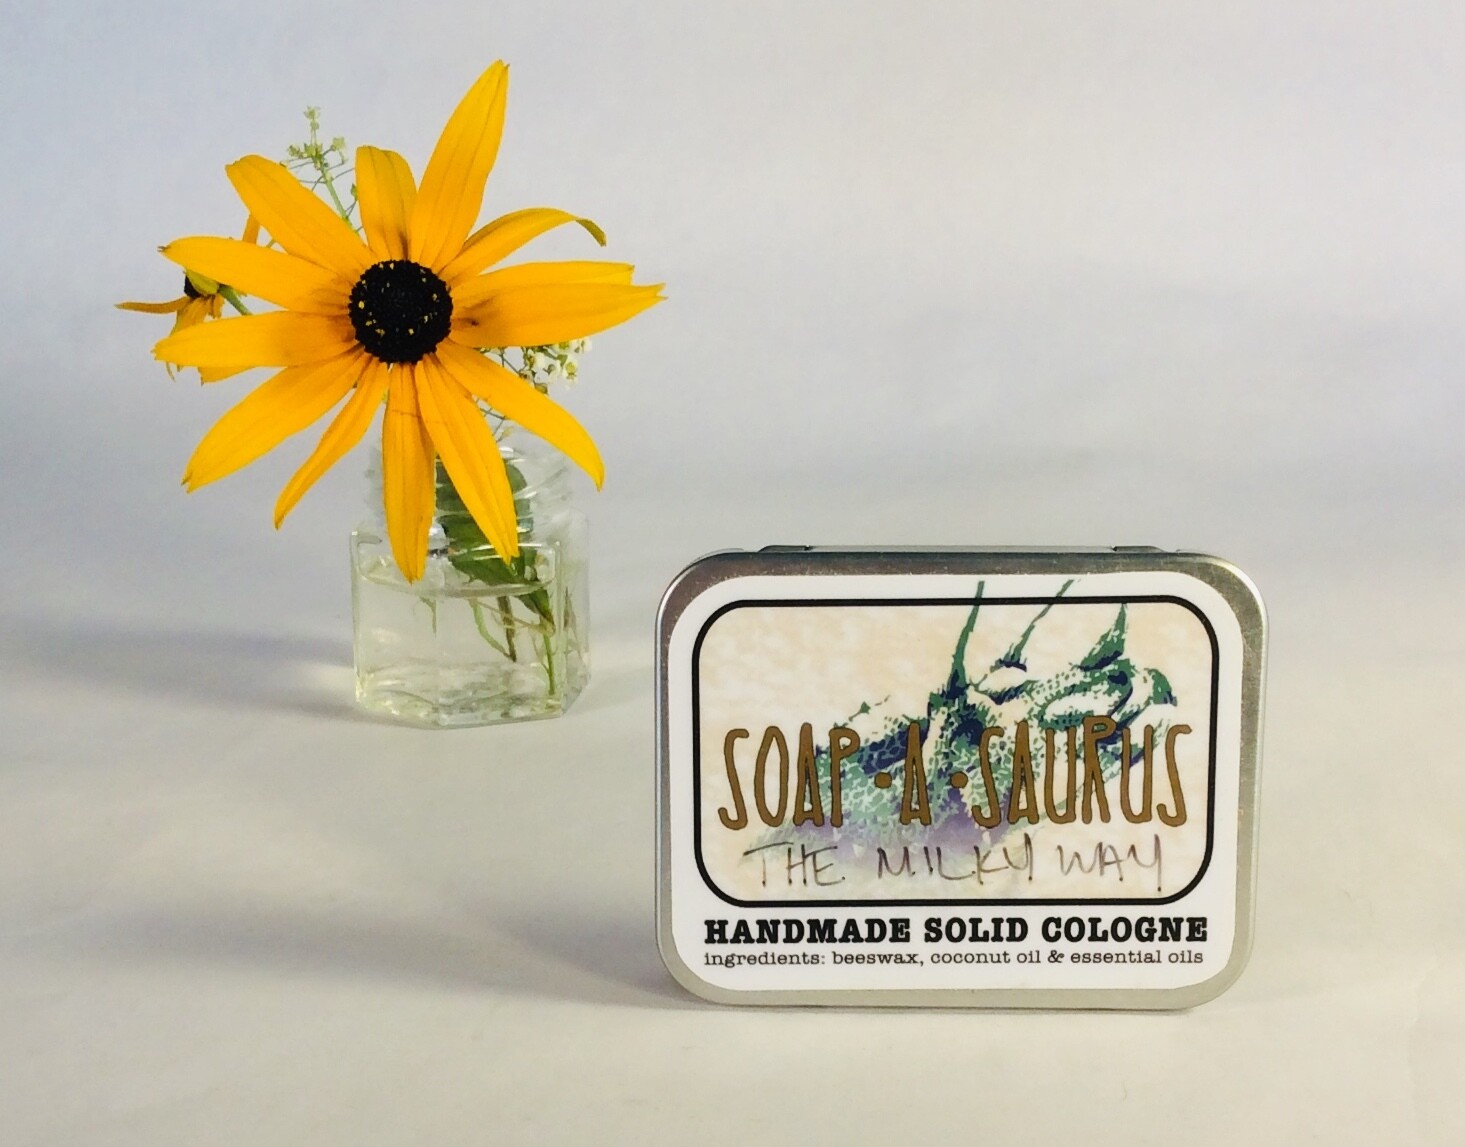 SOAP•A•SAURUS
THE MILKY WAY
HANDMADE SOLID COLOGNE
ingredients: beeswax, coconut oil & essential oils